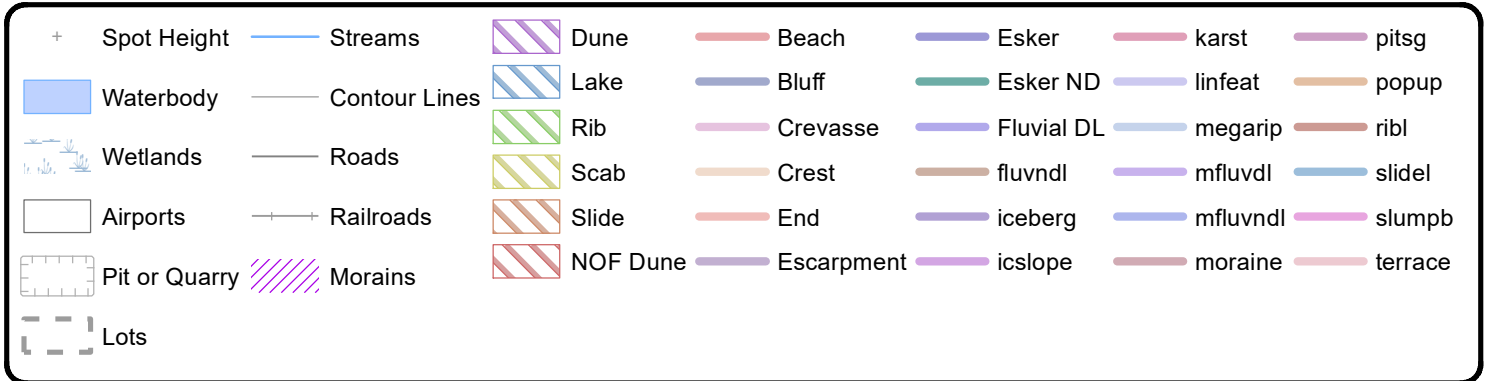 Spot Height
Waterbody
Wetlands
Airports
Pit or Quarry
Lots
Streams
Contour Lines
Roads
Railroads
Morains
Dune
Lake
Rib
Scab
Slide
NOF Dune
Beach
Bluff
Crevasse
Crest
End
Escarpment
Esker
Esker ND
Fluvial DL
fluvndl
iceberg
icslope
karst
linfeat
megarip
mfluvdl
mfluvndl
moraine
pitsg
popup
ribl
slidel
slumpb
terrace